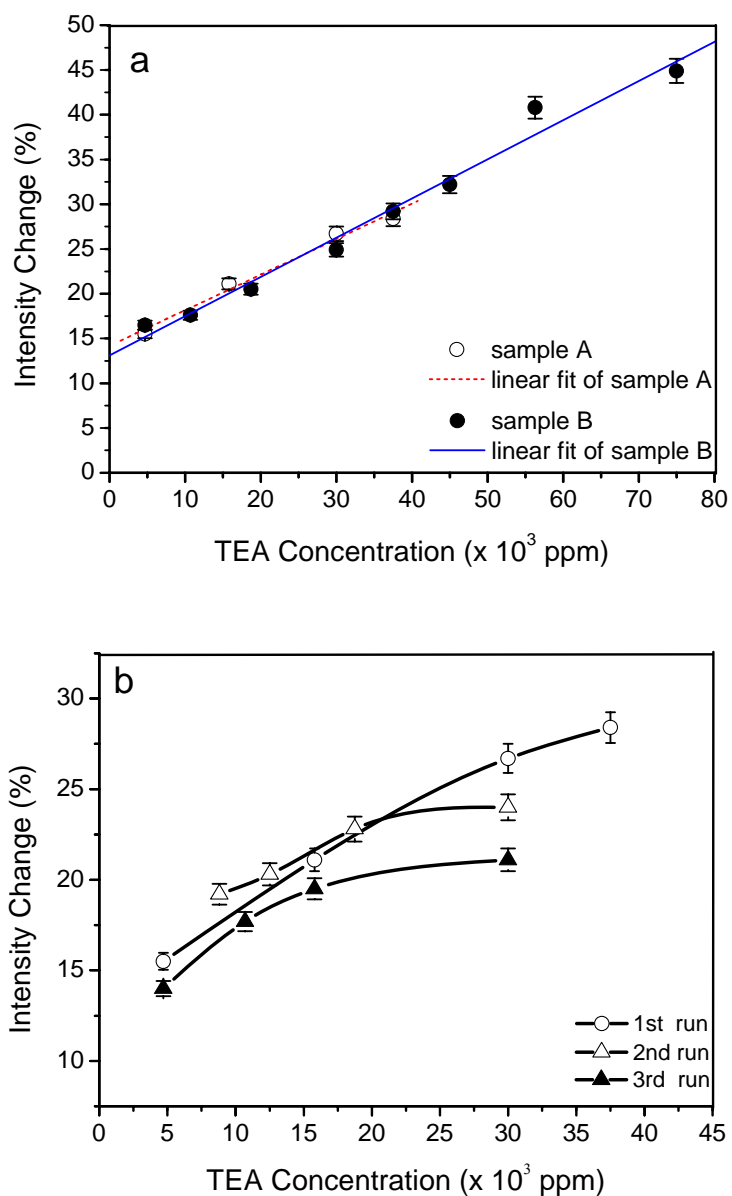 50
a
45
40
35
30
25
20
15
10
5
0
Intensity Change (%)
sample A
linear fit of sample A
sample B
linear fit of sample B
0 10 20 30 40 50 60 70 80
TEA Concentration (x 10³ ppm)
b
30
25
20
15
10
Intensity Change (%)
1st run
2nd run
3rd run
0 5 10 15 20 25 30 35 40 45
TEA Concentration (x 10³ ppm)